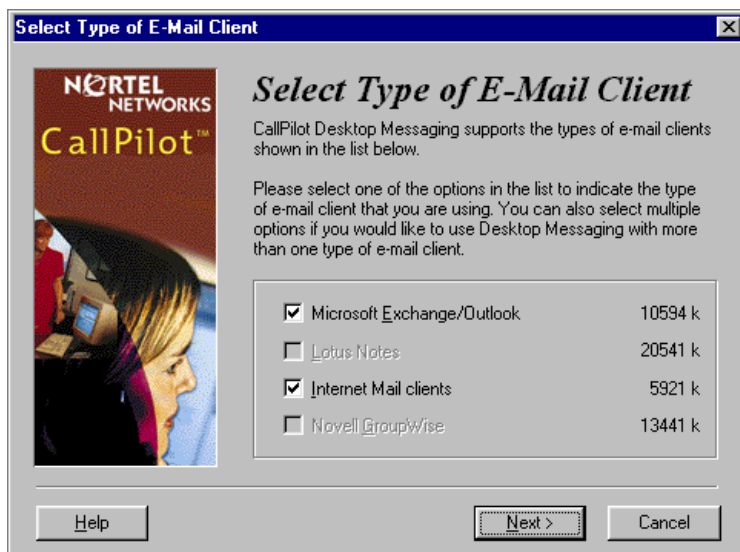 Select Type of E-Mail Client
NORTEL
NETWORKS
CallPilot™
Select Type of E-Mail Client
CallPilot Desktop Messaging supports the types of e-mail clients
shown in the list below.
Please select one of the options in the list to indicate the type
of e-mail client that you are using. You can also select multiple
options if you would like to use Desktop Messaging with more
than one type of e-mail client.
Microsoft Exchange/Outlook 10594 k
Lotus Notes 20541 k
Internet Mail clients 5921 k
Novell GroupWise 13441 k
Help Next > Cancel